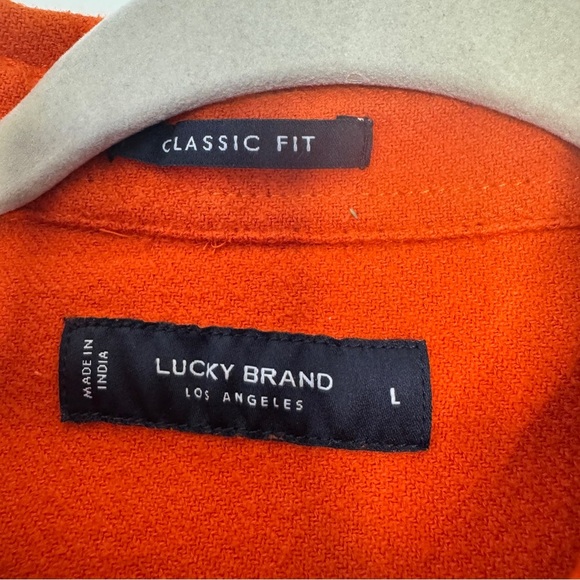 CLASSIC FIT
MADE IN
INDIA
LUCKY BRAND
LOS ANGELES
L